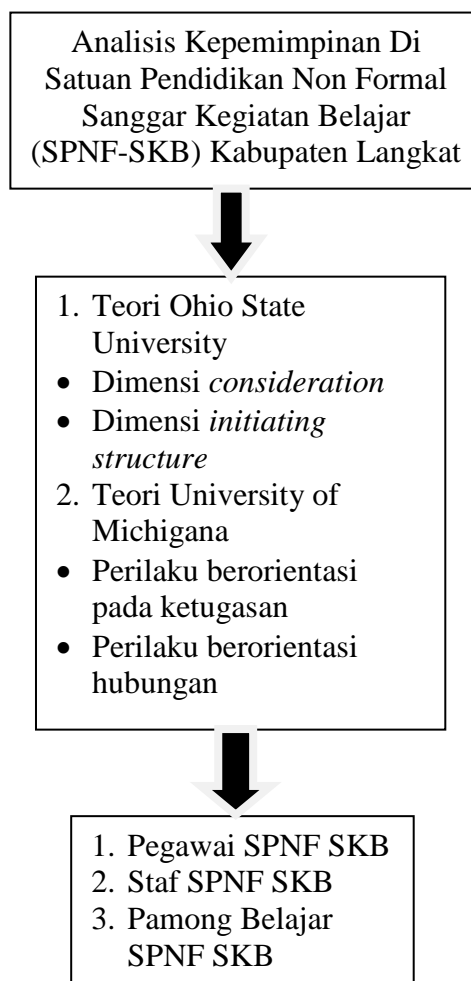 Analisis Kepemimpinan Di
Satuan Pendidikan Non Formal
Sanggar Kegiatan Belajar
(SPNF-SKB) Kabupaten Langkat
1. Teori Ohio State
University
• Dimensi consideration
• Dimensi initiating
structure
2. Teori University of
Michigana
• Perilaku berorientasi
pada ketugasan
• Perilaku berorientasi
hubungan
1. Pegawai SPNF SKB
2. Staf SPNF SKB
3. Pamong Belajar
SPNF SKB